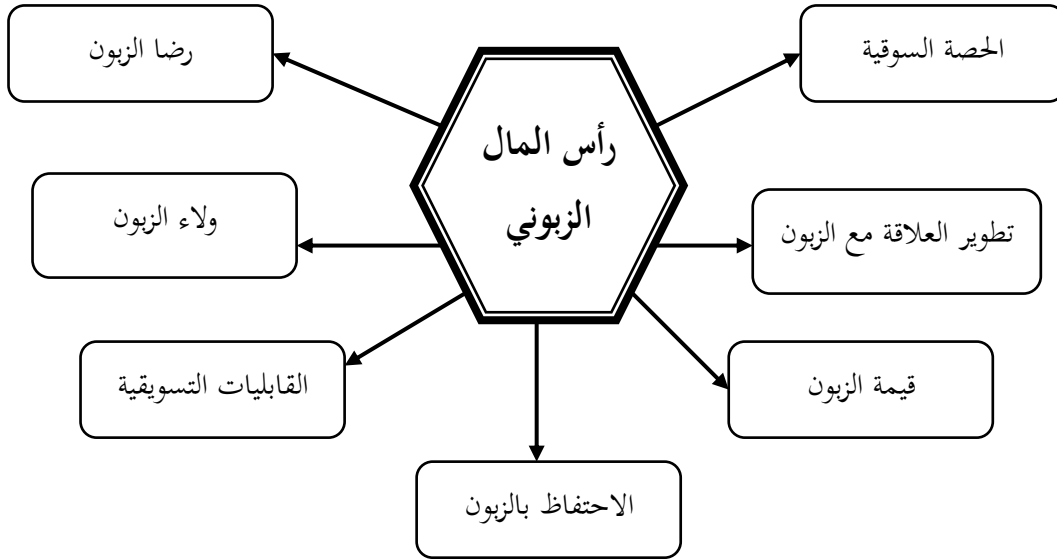 الحصة السوقية
رضا الزبون
رأس المال
الزبوني
تطوير العلاقة مع الزبون
ولاء الزبون
قيمة الزبون
القابليات التسويقية
الاحتفاظ بالزبون